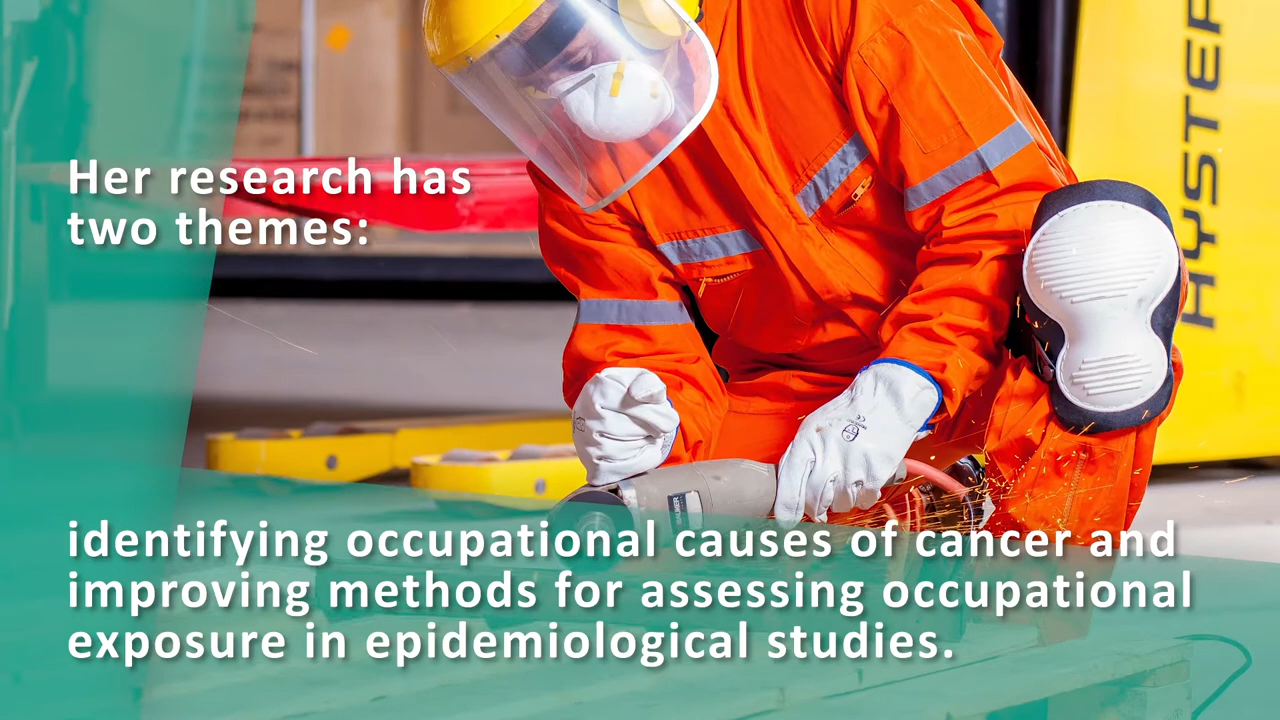 Her research has
two themes:
HYSTER
identifying occupational causes of cancer and
improving methods for assessing occupational
exposure in epidemiological studies.